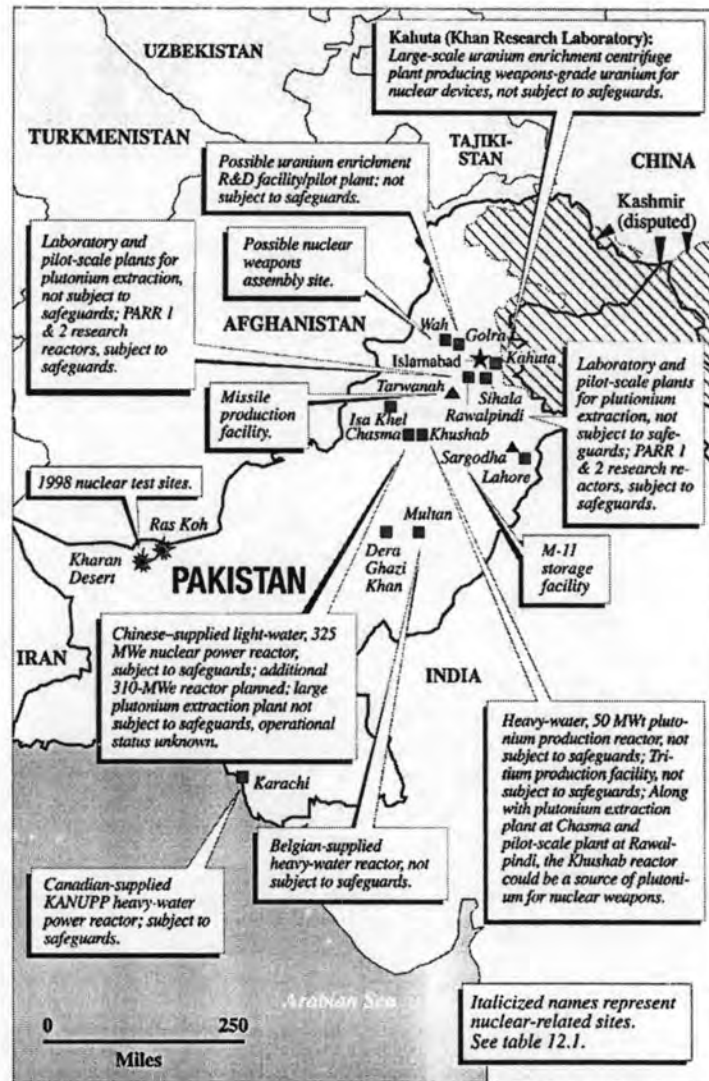 UZBEKISTAN
Kahuta (Khan Research Laboratory):
Large-scale uranium enrichment centrifuge
plant producing weapons-grade uranium for
nuclear devices, not subject to safeguards.
TURKMENISTAN
TAJIKI-
STAN
CHINA
Possible uranium enrichment
R&D facility/pilot plant; not
subject to safeguards.
Kashmir
(disputed)
Laboratory and
pilot-scale plants for
plutonium extraction,
not subject to
safeguards; PARR 1
& 2 research
reactors, subject to
safeguards.
Possible nuclear
weapons
assembly site.
AFGHANISTAN
Wah
Golra
Islamabad
Kahuta
Tarwanah
Sihala
Rawalpindi
Laboratory and
pilot-scale plants
for plutionium
extraction, not
subject to safe-
guards; PARR 1
& 2 research re-
actors, subject to
safeguards.
Missile
production
facility.
Isa Khel
Chasma
Khushab
Sargodha
Lahore
1998 nuclear test sites.
Ras Koh
Kharan
Desert
Multan
Dera
Ghazi
Khan
M-11
storage
facility
PAKISTAN
IRAN
Chinese–supplied light-water, 325
MWe nuclear power reactor,
subject to safeguards; additional
310-MWe reactor planned; large
plutonium extraction plant not
subject to safeguards, operational
status unknown.
INDIA
Heavy-water, 50 MWt pluto-
nium production reactor, not
subject to safeguards; Tri-
tium production facility, not
subject to safeguards; Along
with plutonium extraction
plant at Chasma and
pilot-scale plant at Rawal-
pindi, the Khushab reactor
could be a source of plutoni-
um for nuclear weapons.
Karachi
Belgian-supplied
heavy-water reactor, not
subject to safeguards.
Canadian-supplied
KANUPP heavy-water
power reactor; subject to
safeguards.
Arabian Sea
0 250
Miles
Italicized names represent
nuclear-related sites.
See table 12.1.